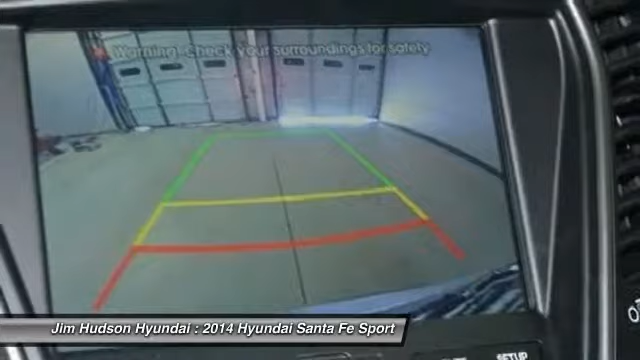 Warning! Check your surroundings for safety
Jim Hudson Hyundai : 2014 Hyundai Santa Fe Sport
SETUP